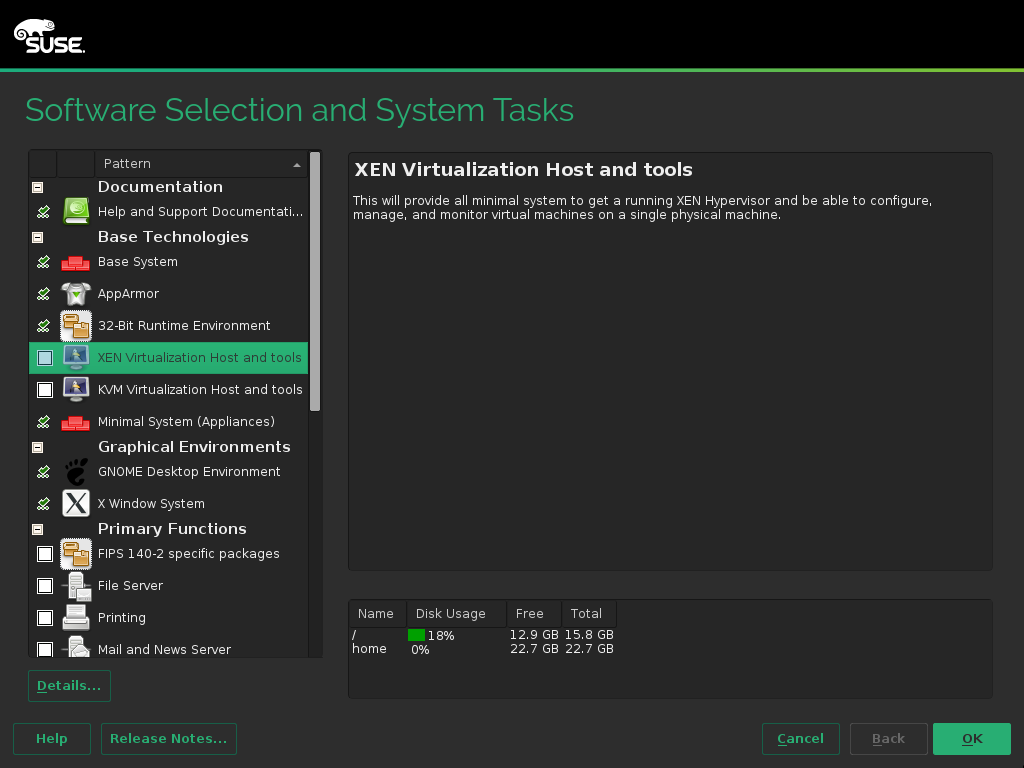 SUSE
Software Selection and System Tasks
Pattern
Documentation
Help and Support Documentati...
Base Technologies
Base System
AppArmor
32-Bit Runtime Environment
XEN Virtualization Host and tools
KVM Virtualization Host and tools
Minimal System (Appliances)
Graphical Environments
GNOME Desktop Environment
X Window System
Primary Functions
FIPS 140-2 specific packages
File Server
Printing
Mail and News Server
Details...
XEN Virtualization Host and tools
This will provide all minimal system to get a running XEN Hypervisor and be able to configure,
manage, and monitor virtual machines on a single physical machine.
Name Disk Usage Free Total
/ 18% 12.9 GB 15.8 GB
home 0% 22.7 GB 22.7 GB
Help Release Notes... Cancel Back OK